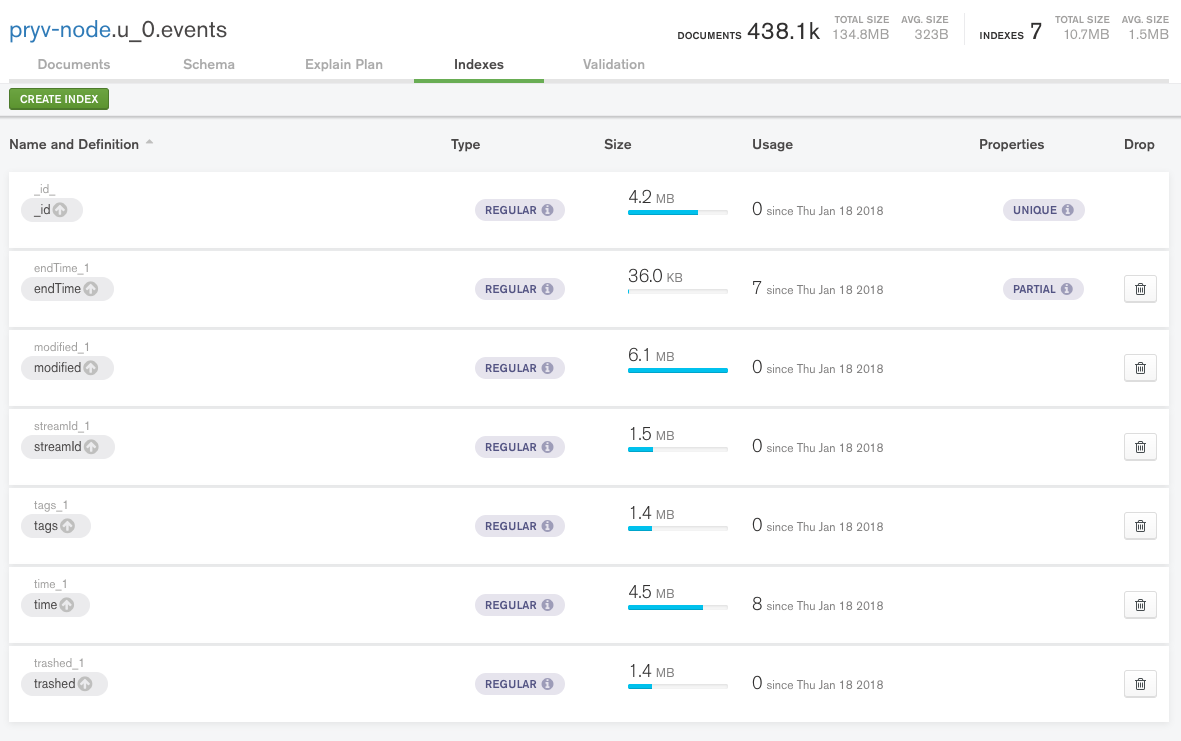 pryv-node.u_0.events
DOCUMENTS 438.1k TOTAL SIZE 134.8MB AVG. SIZE 323B INDEXES 7 TOTAL SIZE 10.7MB AVG. SIZE 1.5MB
Documents Schema Explain Plan Indexes Validation
CREATE INDEX
Name and Definition Type Size Usage Properties Drop
_id_
_id REGULAR 4.2 MB 0 since Thu Jan 18 2018 UNIQUE
endTime_1
endTime REGULAR 36.0 KB 7 since Thu Jan 18 2018 PARTIAL
modified_1
modified REGULAR 6.1 MB 0 since Thu Jan 18 2018
streamId_1
streamId REGULAR 1.5 MB 0 since Thu Jan 18 2018
tags_1
tags REGULAR 1.4 MB 0 since Thu Jan 18 2018
time_1
time REGULAR 4.5 MB 8 since Thu Jan 18 2018
trashed_1
trashed REGULAR 1.4 MB 0 since Thu Jan 18 2018